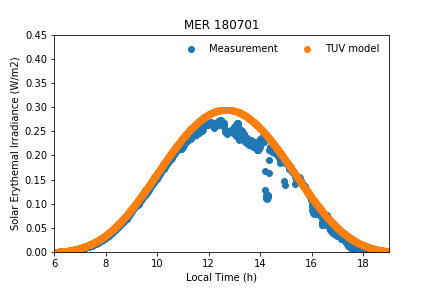 MER 180701
Measurement
TUV model
Solar Erythemal Irradiance (W/m2)
0.45
0.40
0.35
0.30
0.25
0.20
0.15
0.10
0.05
0.00
6 8 10 12 14 16 18
Local Time (h)